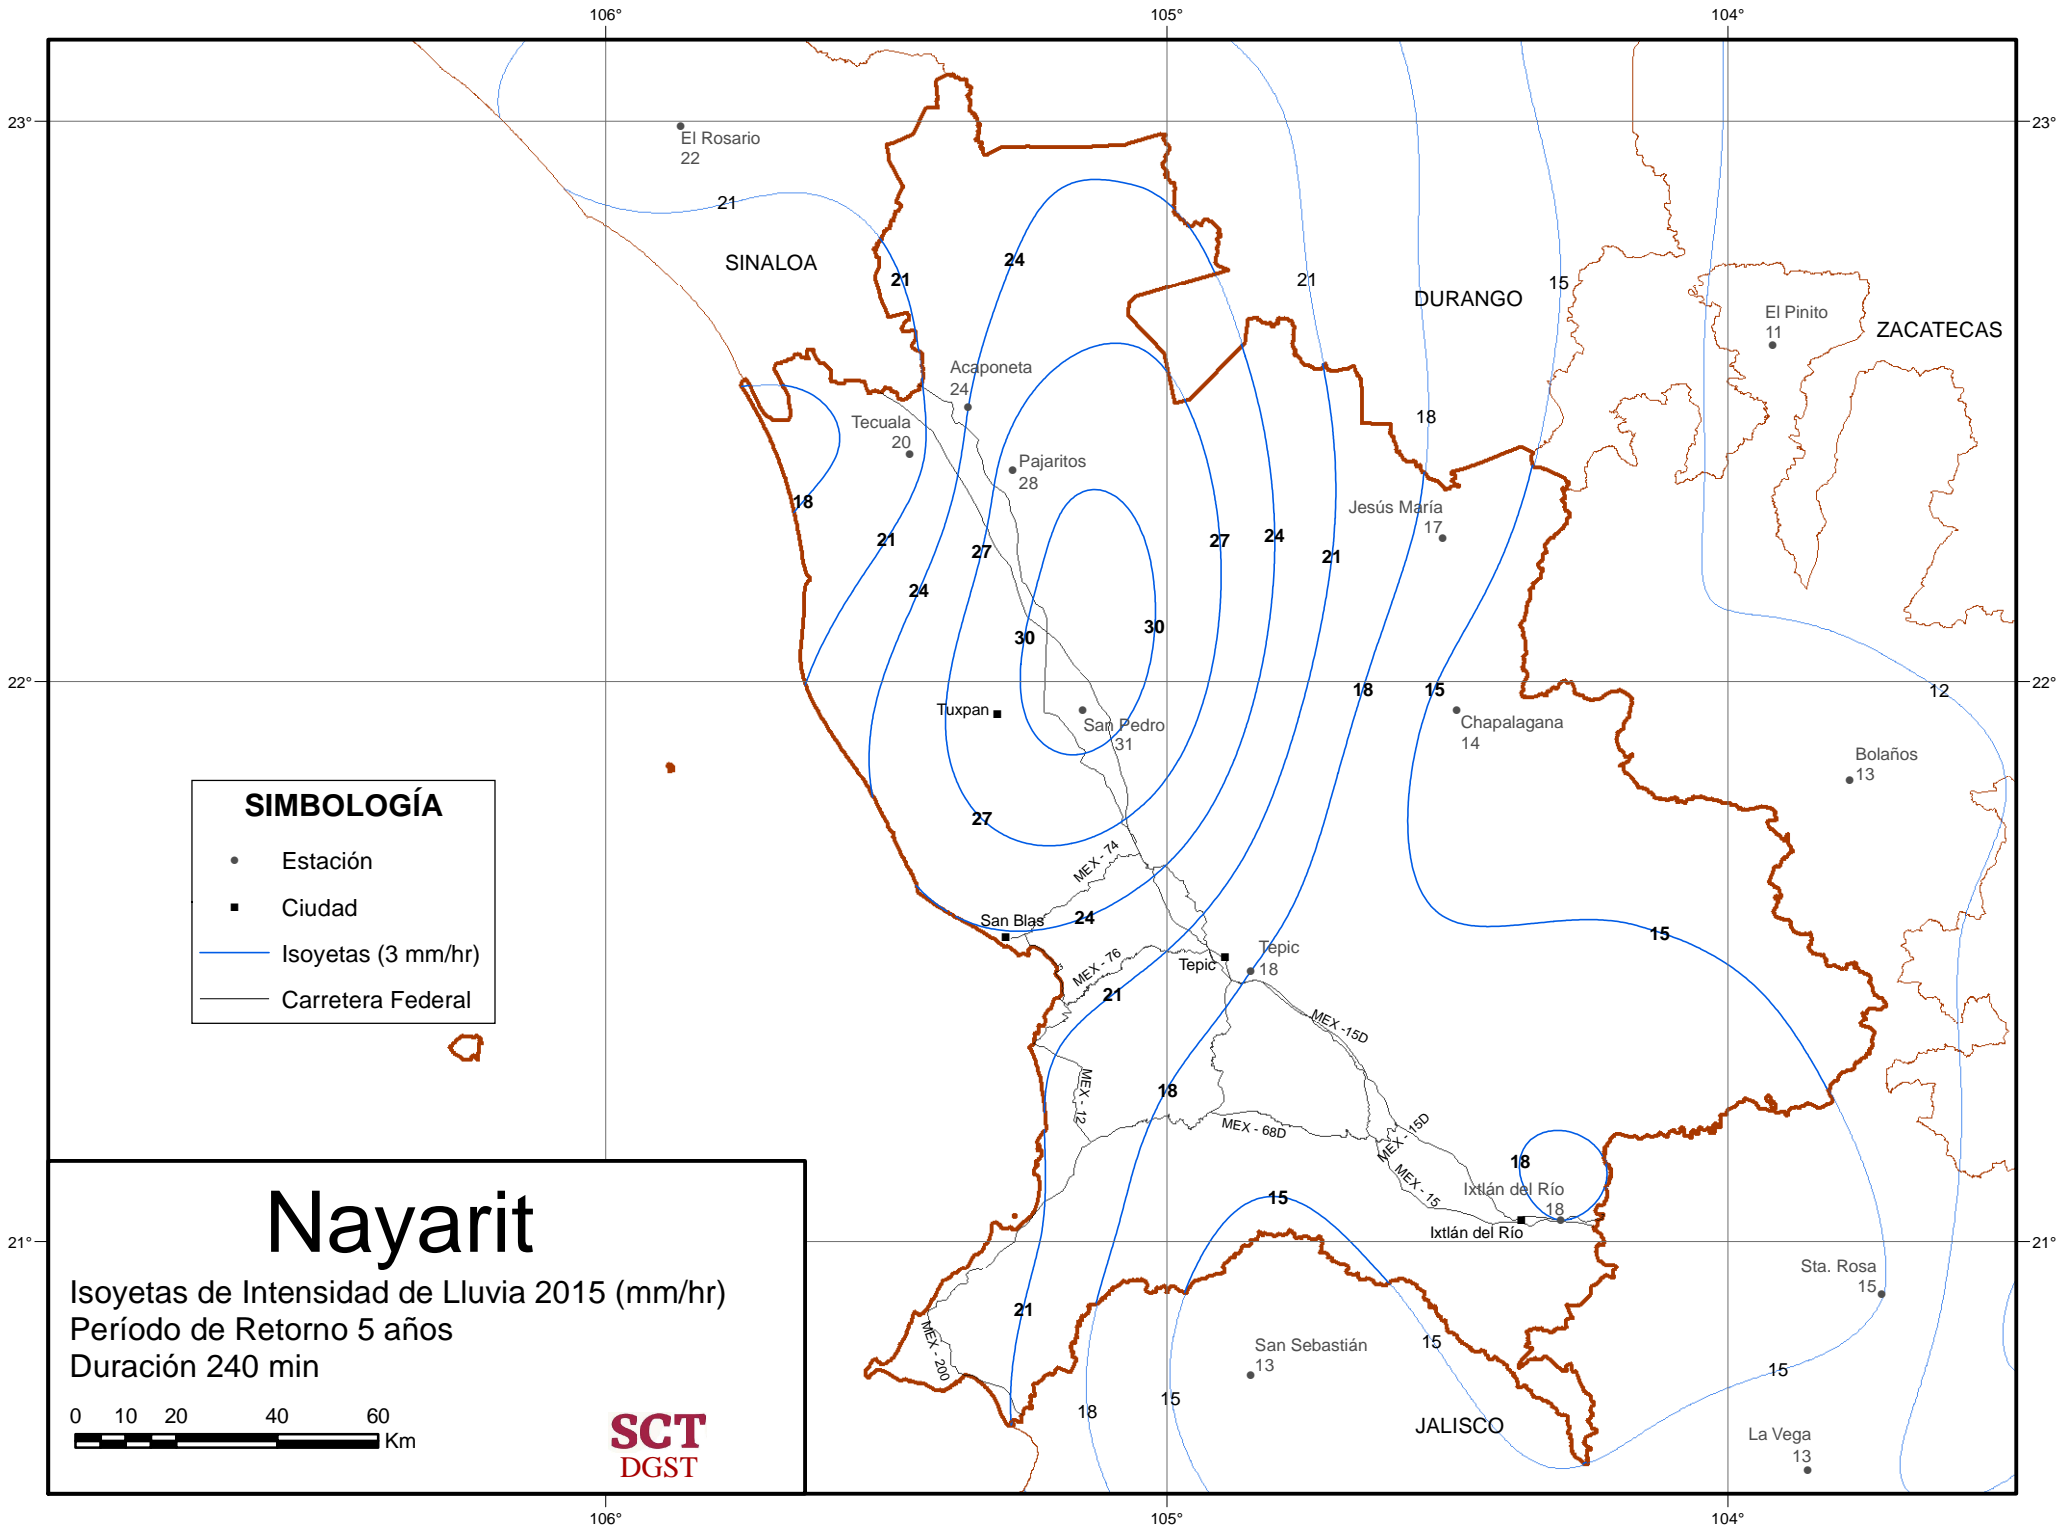 106°
105°
104°
23°
23°
El Rosario
22
21
SINALOA
24
21
21
DURANGO
15
El Pinito
11
ZACATECAS
Acaponeta
24
18
Tecuala
20
Pajaritos
28
18
Jesús María
17
21
27
27
24
21
24
30
30
22°
22°
18
15
12
Tuxpan
San Pedro
31
Chapalagana
14
Bolaños
13
27
SIMBOLOGÍA
Estación
Ciudad
Isoyetas (3 mm/hr)
Carretera Federal
MEX - 74
San Blas
24
15
MEX - 76
Tepic
Tepic
18
21
MEX -15D
MEX - 12
18
MEX - 68D
MEX - 15D
MEX - 15
18
Ixtlán del Río
18
15
Ixtlán del Río
21°
21°
Sta. Rosa
15
21
MEX - 200
San Sebastián
13
15
15
18
15
JALISCO
La Vega
13
Nayarit
Isoyetas de Intensidad de Lluvia 2015 (mm/hr)
Período de Retorno 5 años
Duración 240 min
0 10 20 40 60
Km
SCT
DGST
106°
105°
104°